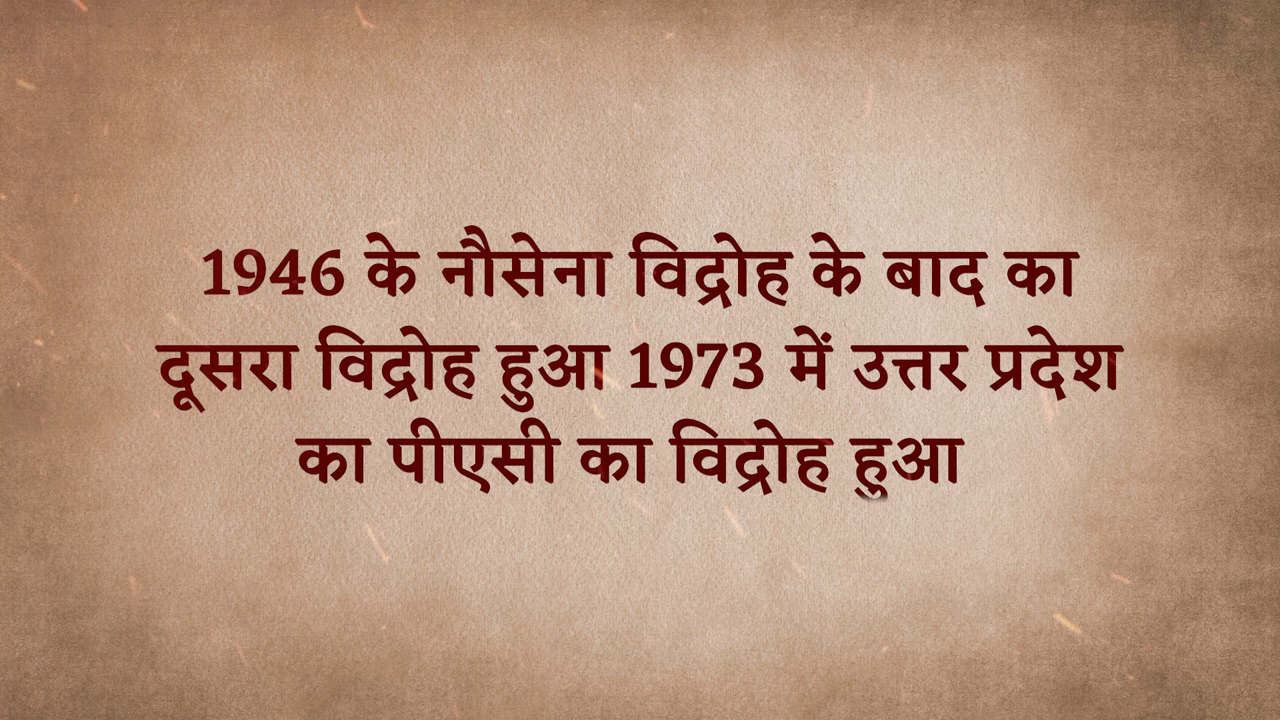 1946 के नौसेना विद्रोह के बाद का
दूसरा विद्रोह हुआ 1973 में उत्तर प्रदेश
का पीएसी का विद्रोह हुआ